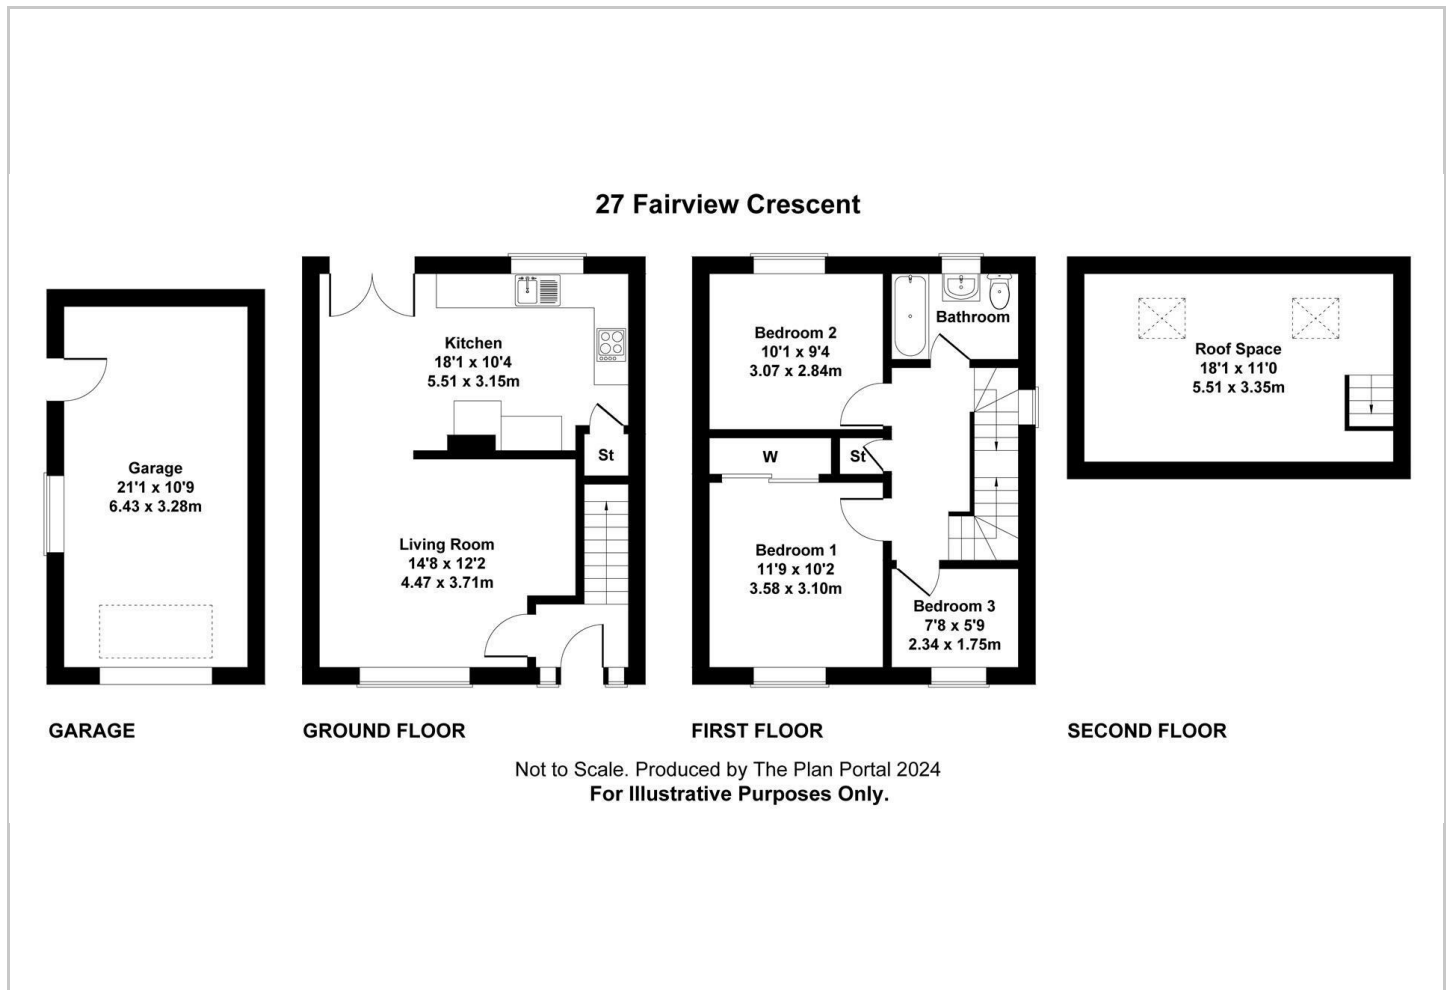 27 Fairview Crescent
Garage
21'1 x 10'9
6.43 x 3.28m
Kitchen
18'1 x 10'4
5.51 x 3.15m
St
Living Room
14'8 x 12'2
4.47 x 3.71m
Bedroom 2
10'1 x 9'4
3.07 x 2.84m
Bathroom
W
St
Bedroom 1
11'9 x 10'2
3.58 x 3.10m
Bedroom 3
7'8 x 5'9
2.34 x 1.75m
Roof Space
18'1 x 11'0
5.51 x 3.35m
GARAGE
GROUND FLOOR
FIRST FLOOR
SECOND FLOOR
Not to Scale. Produced by The Plan Portal 2024
For Illustrative Purposes Only.